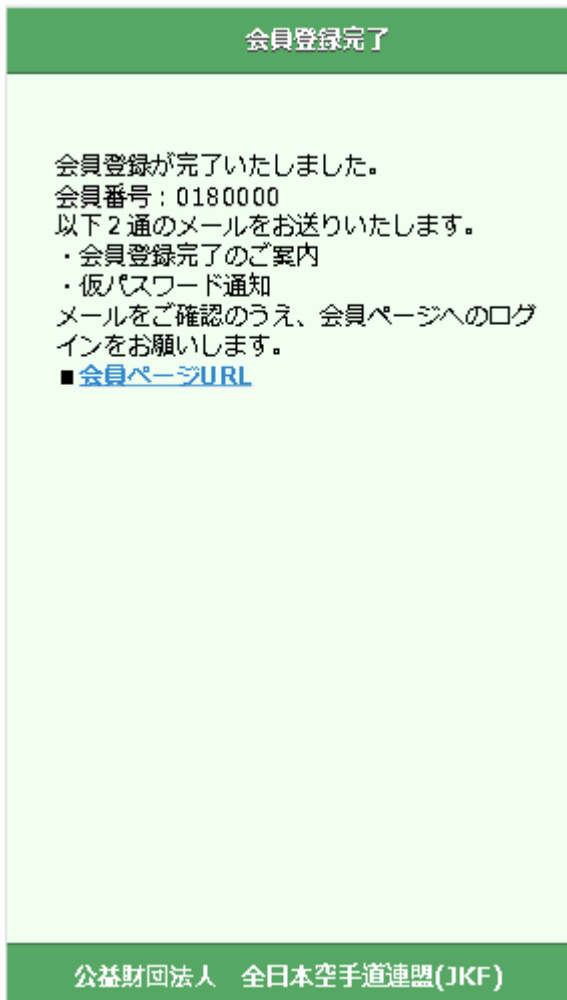 会員登録完了
会員登録が完了いたしました。
会員番号：0180000
以下２通のメールをお送りいたします。
・会員登録完了のご案内
・仮パスワード通知
メールをご確認のうえ、会員ページへのログ
インをお願いします。
■会員ページURL
公益財団法人　全日本空手道連盟(JKF)